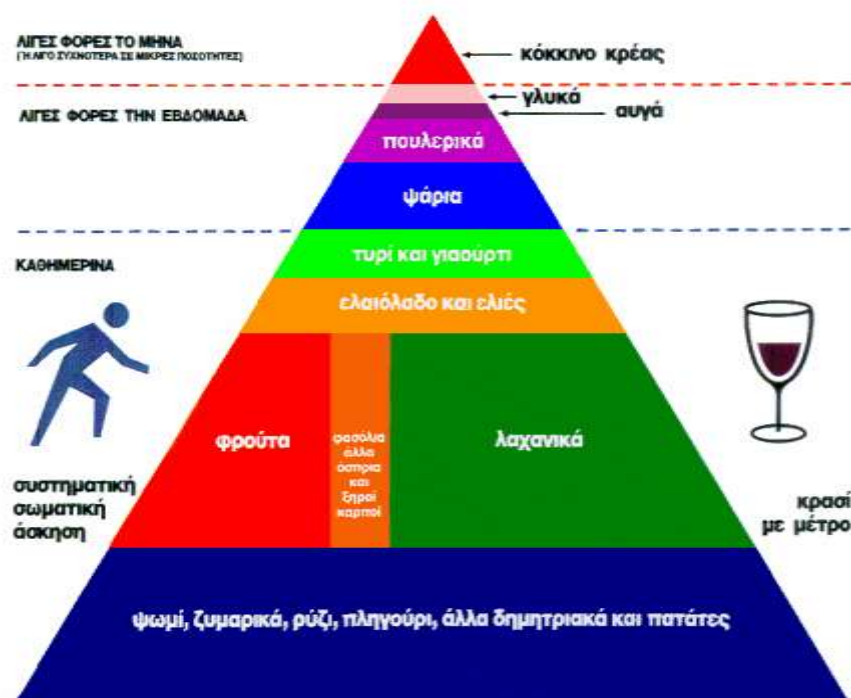 ΛΙΓΕΣ ΦΟΡΕΣ ΤΟ ΜΗΝΑ
(Ή ΛΙΓΟ ΣΥΧΝΟΤΕΡΑ ΣΕ ΜΙΚΡΕΣ ΠΟΣΟΤΗΤΕΣ)
κόκκινο κρέας
γλυκά
ΛΙΓΕΣ ΦΟΡΕΣ ΤΗΝ ΕΒΔΟΜΑΔΑ
αυγά
πουλερικά
ψάρια
τυρί και γιαούρτι
ΚΑΘΗΜΕΡΙΝΑ
ελαιόλαδο και ελιές
φρούτα
φασόλια
άλλα
όσπρια
και
ξηροί
καρποί
λαχανικά
συστηματική
σωματική
άσκηση
κρασί
με μέτρο
ψωμί, ζυμαρικά, ρύζι, πληγούρι, άλλα δημητριακά και πατάτες